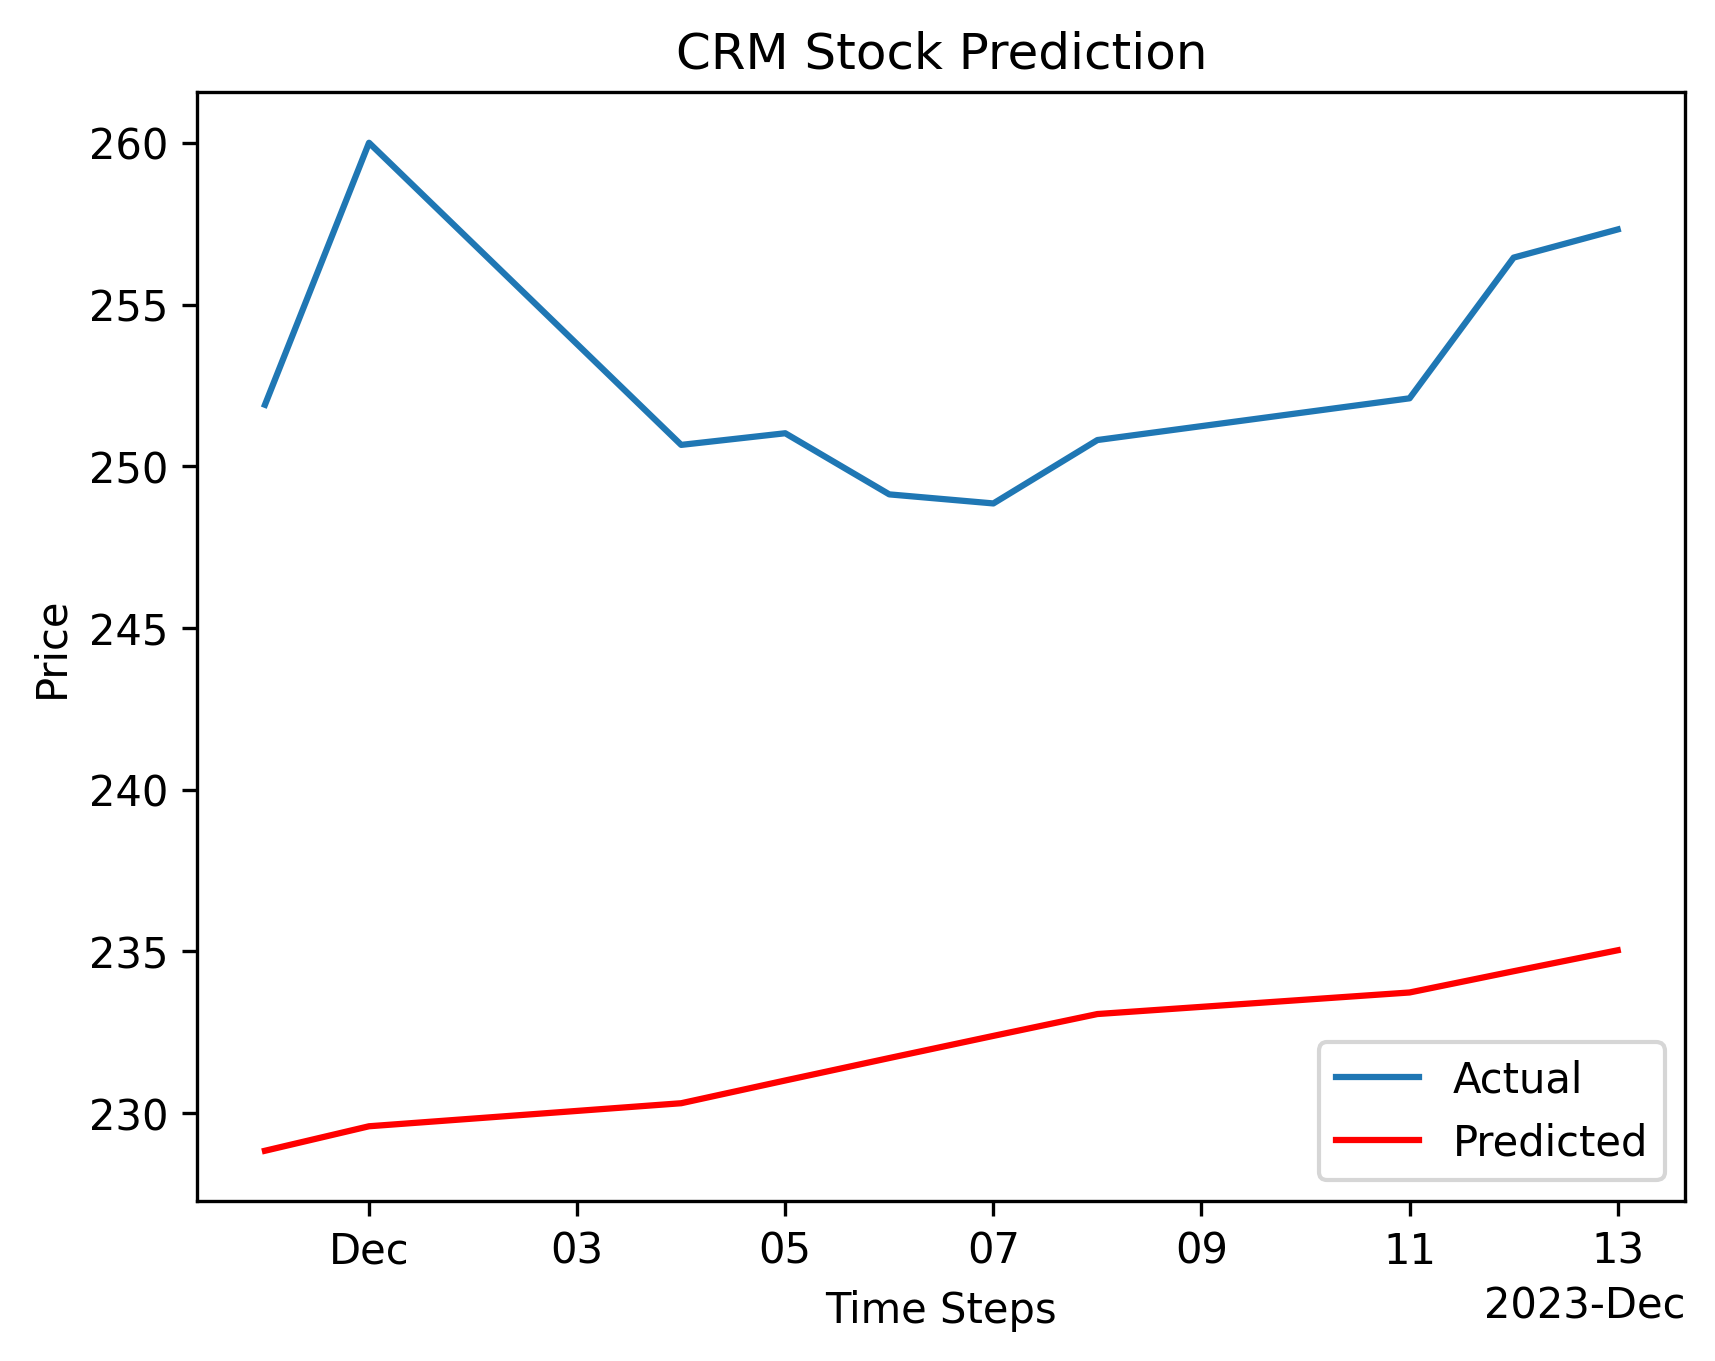 CRM Stock Prediction
260
255
250
245
240
235
230
Price
Actual
Predicted
Dec 03 05 07 09 11 13
Time Steps
2023-Dec